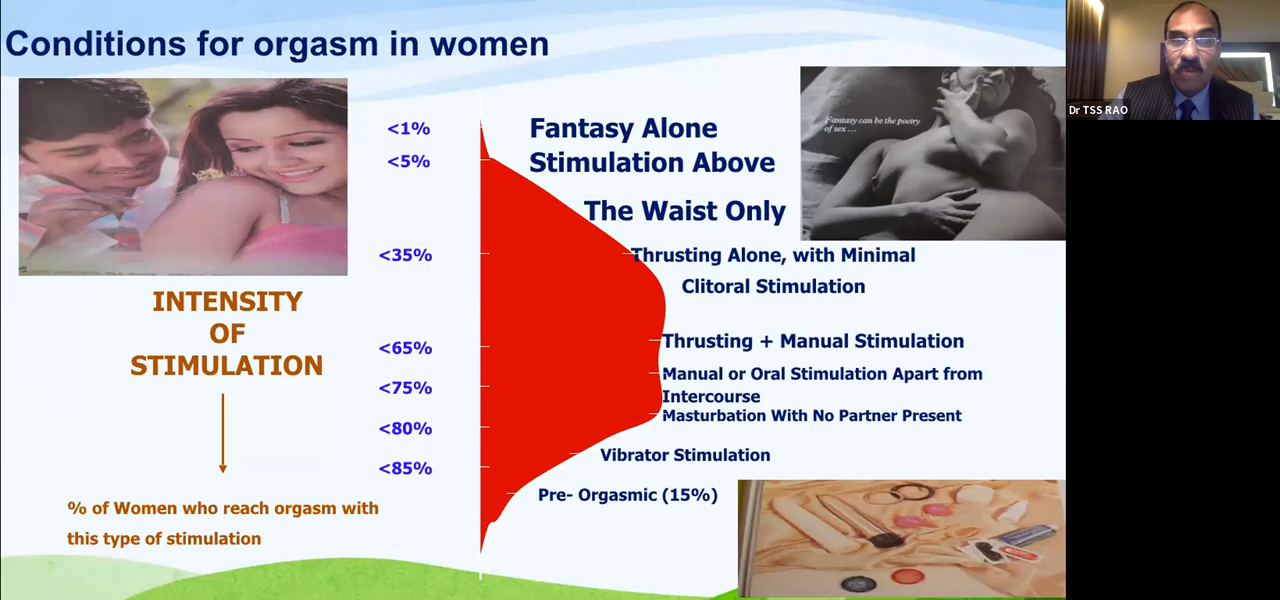 Conditions for orgasm in women
Dr TSS RAO
<1%
Fantasy Alone
Fantasy can be the poetry
of sex....
<5%
Stimulation Above
The Waist Only
<35%
Thrusting Alone, with Minimal
Clitoral Stimulation
INTENSITY
OF
STIMULATION
<65%
Thrusting + Manual Stimulation
<75%
Manual or Oral Stimulation Apart from
Intercourse
<80%
Masturbation With No Partner Present
<85%
Vibrator Stimulation
Pre- Orgasmic (15%)
% of Women who reach orgasm with
this type of stimulation